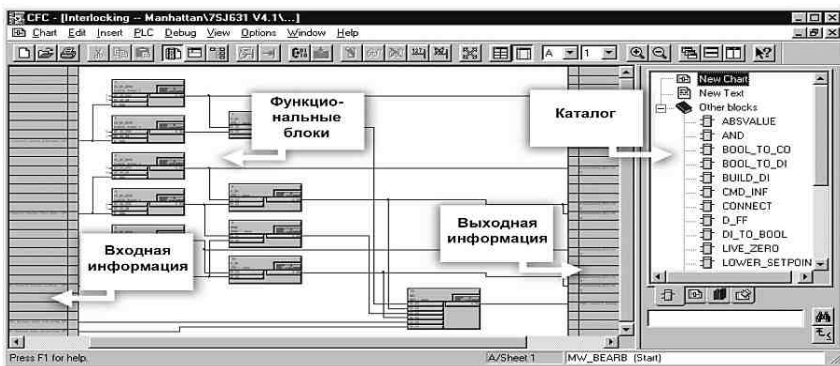 CFC - [Interlocking -- Manhattan\7SJ631 V4.1\...]
Chart Edit Insert PLC Debug View Options Window Help
A 1
Функцио-
нальные
блоки
Каталог
New Chart
New Text
Other blocks
ABSVALUE
AND
BOOL_TO_CO
BOOL_TO_DI
BUILD_DI
CMD_INF
CONNECT
D_FF
DI_TO_BOOL
LIVE_ZERO
LOWER_SETPOIN
Входная
информация
Выходная
информация
Press F1 for help.
A/Sheet 1
MW_BEARB (Start)